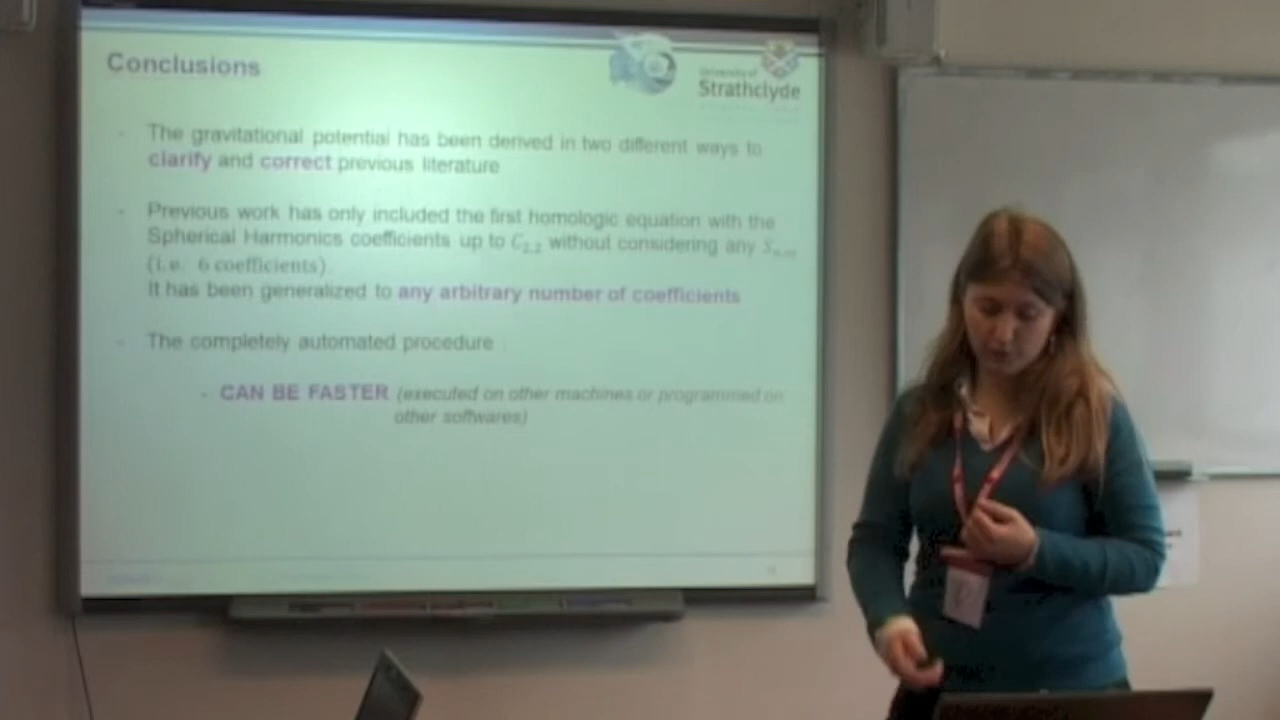 Conclusions
University of
Strathclyde
- The gravitational potential has been derived in two different ways to
clarify and correct previous literature
- Previous work has only included the first homologic equation with the
Spherical Harmonics coefficients up to C2,2 without considering any Sn,m
(i.e. 6 coefficients).
It has been generalized to any arbitrary number of coefficients
- The completely automated procedure
- CAN BE FASTER (executed on other machines or programmed on
other softwares)